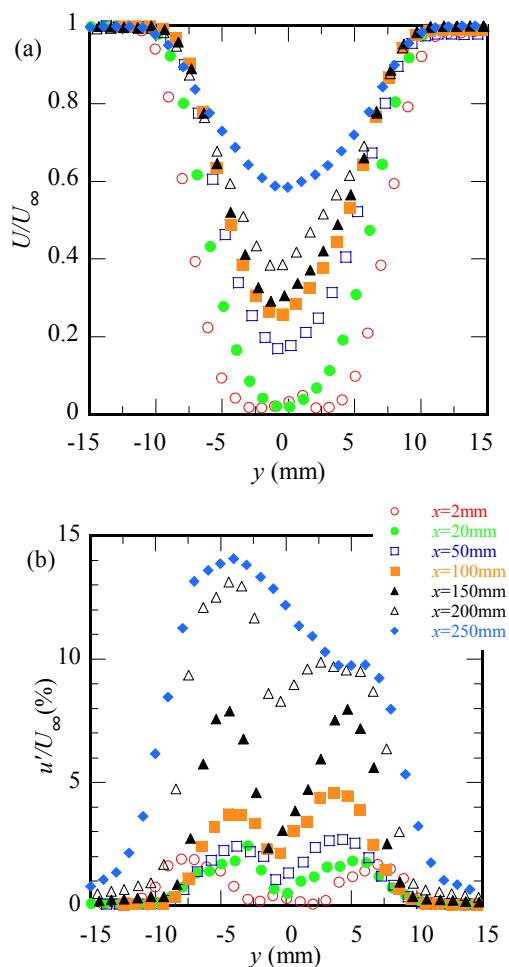 (a)
1
0.8
0.6
0.4
0.2
0
U/U∞
-15 -10 -5 0 5 10 15
y (mm)
(b)
15
10
5
0
u'/U∞(%)
x=2mm
x=20mm
x=50mm
x=100mm
x=150mm
x=200mm
x=250mm
-15 -10 -5 0 5 10 15
y (mm)